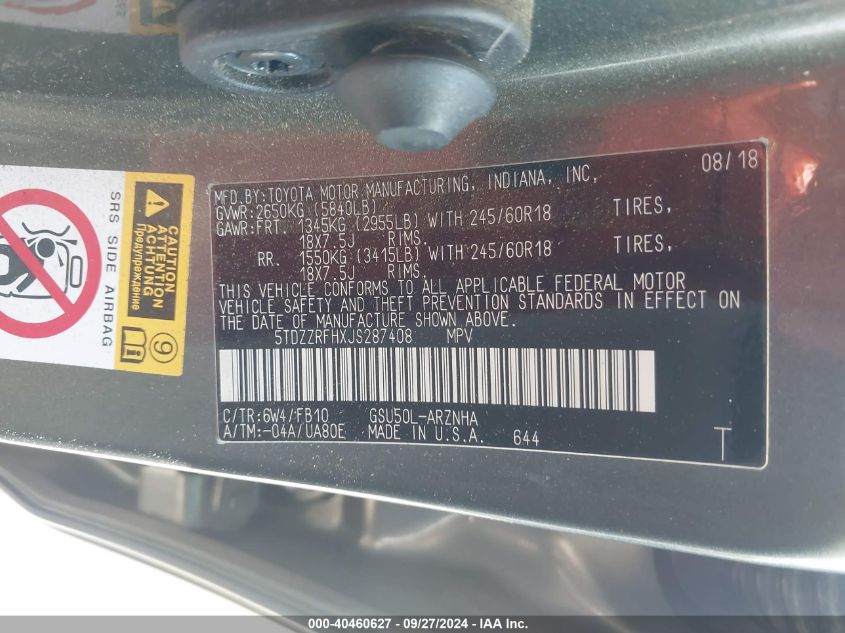 08/18
MFD.BY:TOYOTA MOTOR MANUFACTURING, INDIANA, INC.
GVWR:2650KG (5840LB)
GAWR:FRT. 1345KG (2955LB) WITH 245/60R18 TIRES,
18X7.5J RIMS.
RR. 1550KG (3415LB) WITH 245/60R18 TIRES,
18X7.5J RIMS.
THIS VEHICLE CONFORMS TO ALL APPLICABLE FEDERAL MOTOR
VEHICLE SAFETY AND THEFT PREVENTION STANDARDS IN EFFECT ON
THE DATE OF MANUFACTURE SHOWN ABOVE.
5TDZZRFHXJS287408 MPV
C/TR:6W4/FB10 GSU50L-ARZNHA
A/TM:-04A/UA80E MADE IN U.S.A. 644
T
SRS SIDE AIRBAG
CAUTION
ATTENTION
Предупреждение
9
000-40460627 - 09/27/2024 - IAA Inc.